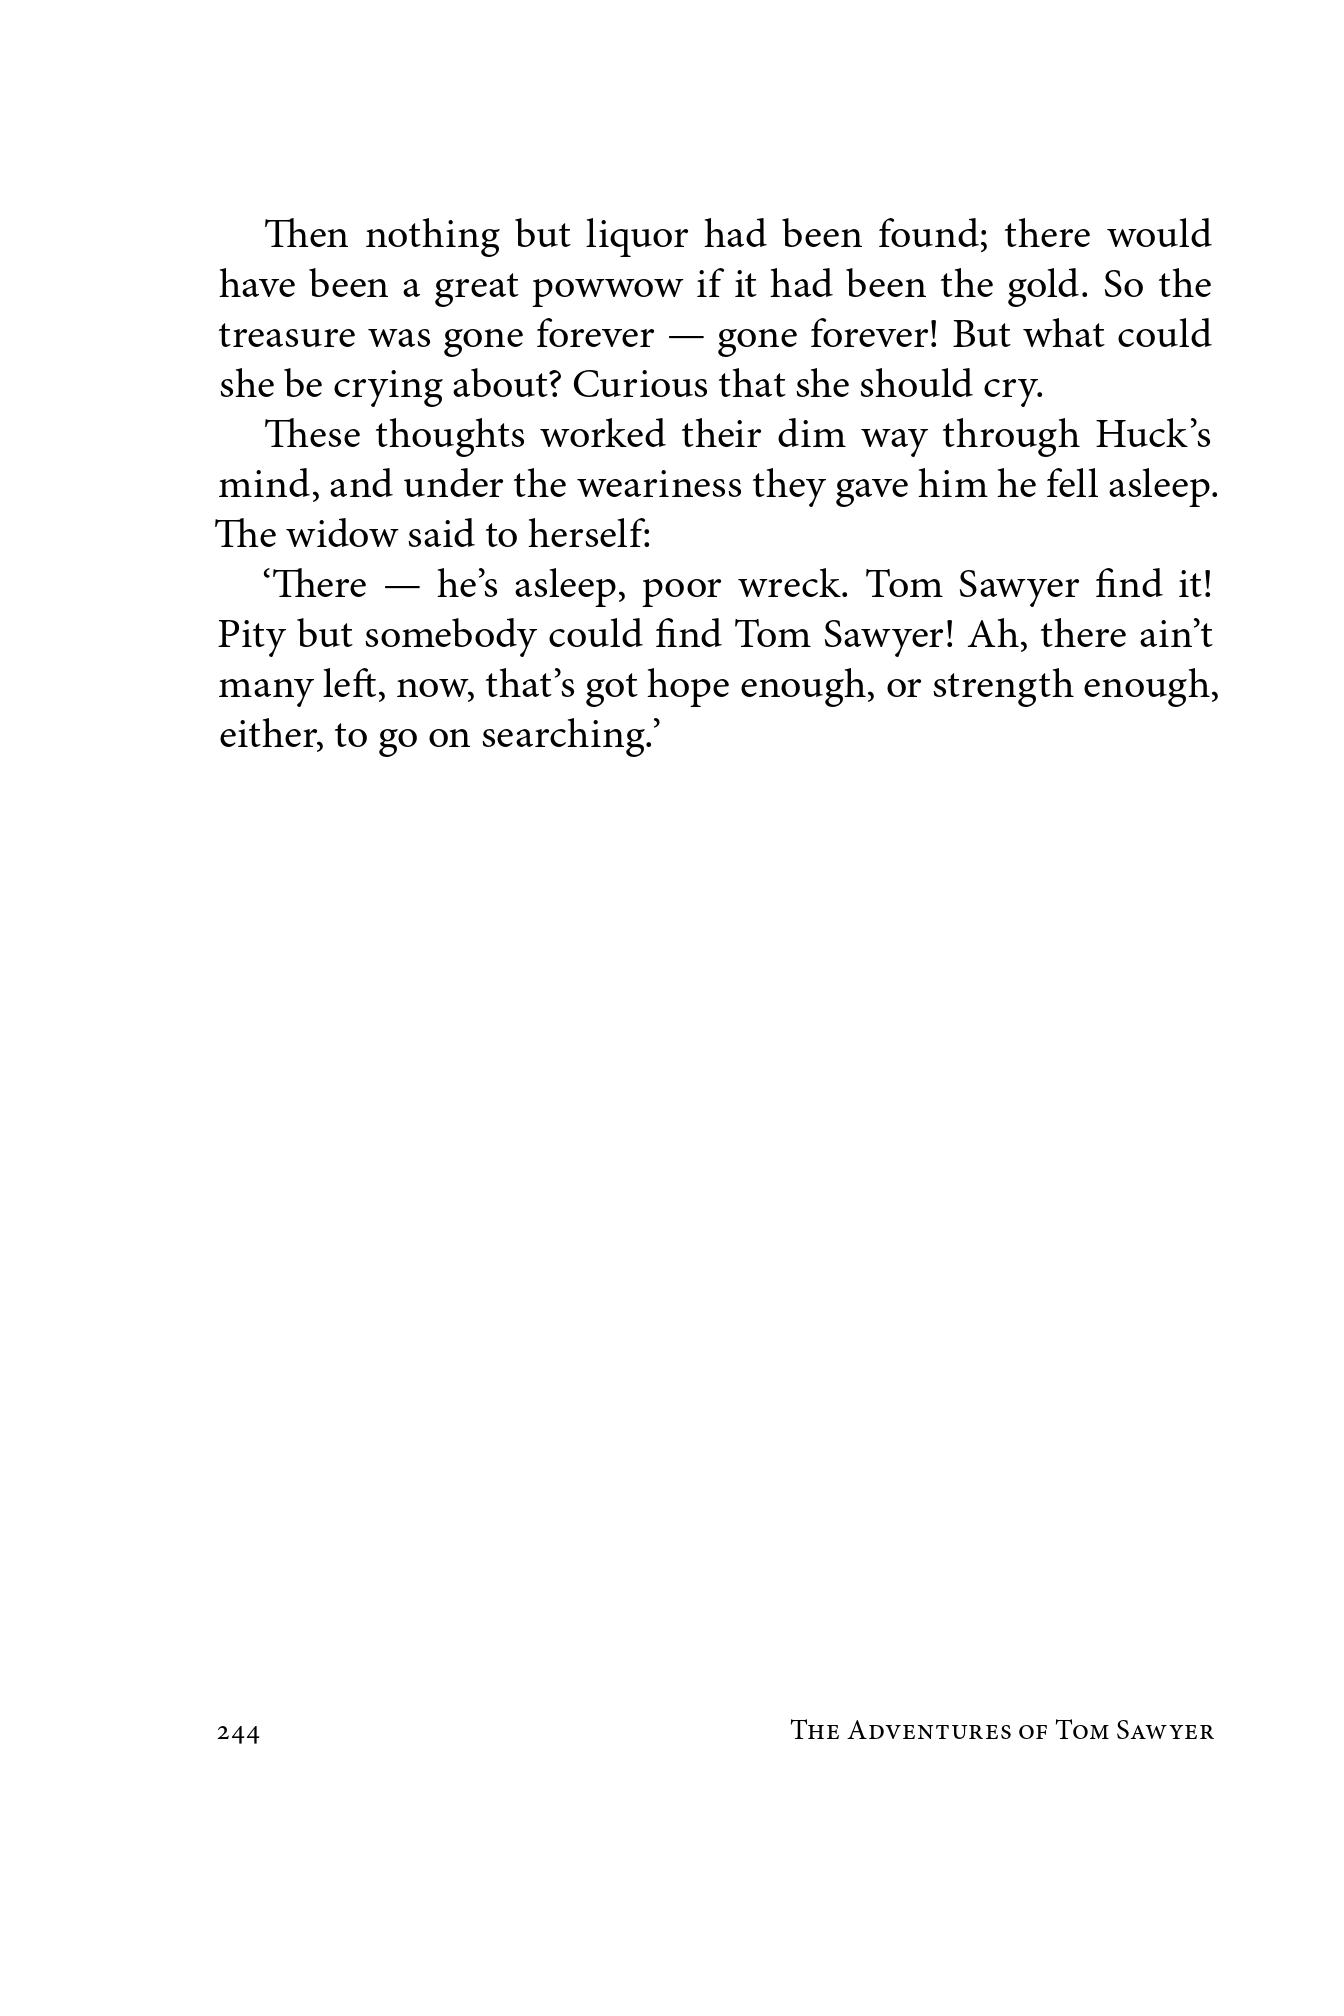 Then nothing but liquor had been found; there would
have been a great powwow if it had been the gold. So the
treasure was gone forever — gone forever! But what could
she be crying about? Curious that she should cry.
These thoughts worked their dim way through Huck’s
mind, and under the weariness they gave him he fell asleep.
The widow said to herself:
‘There — he’s asleep, poor wreck. Tom Sawyer find it!
Pity but somebody could find Tom Sawyer! Ah, there ain’t
many left, now, that’s got hope enough, or strength enough,
either, to go on searching.’
244 The Adventures of Tom Sawyer